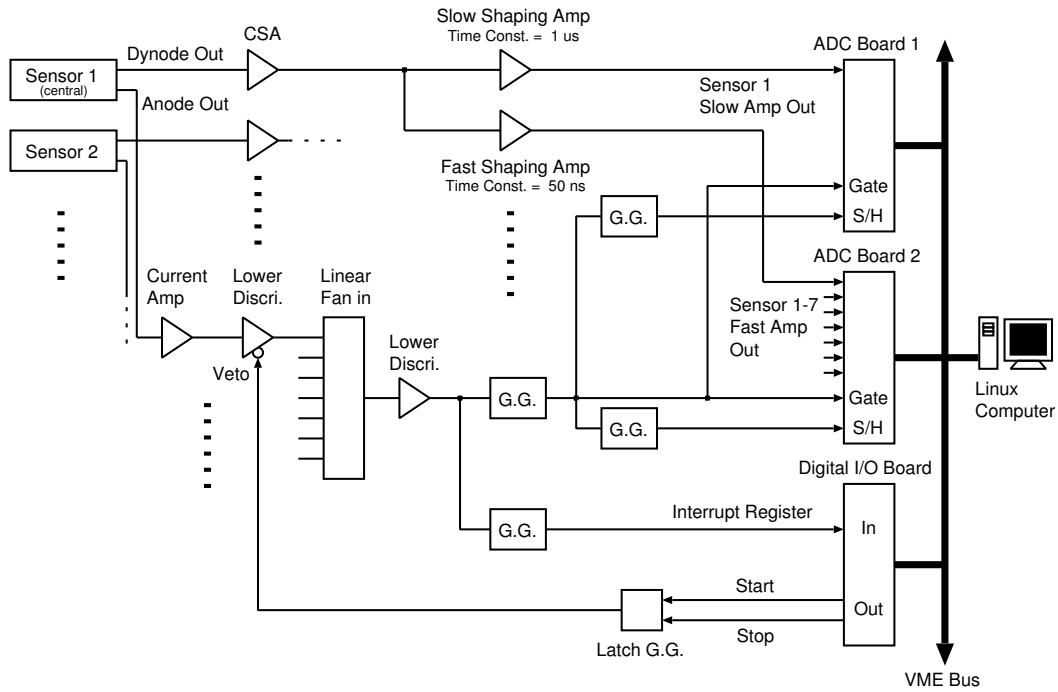 Slow Shaping Amp
Time Const. = 1 us
CSA
ADC Board 1
Dynode Out
Sensor 1
(central)
Sensor 1
Slow Amp Out
Anode Out
Sensor 2
Fast Shaping Amp
Time Const. = 50 ns
Gate
G.G.
S/H
ADC Board 2
Current
Amp
Lower
Discri.
Linear
Fan in
Sensor 1-7
Fast Amp
Out
Lower
Discri.
Veto
G.G.
Gate
G.G.
S/H
Linux
Computer
Digital I/O Board
Interrupt Register
In
G.G.
Start
Out
Stop
Latch G.G.
VME Bus